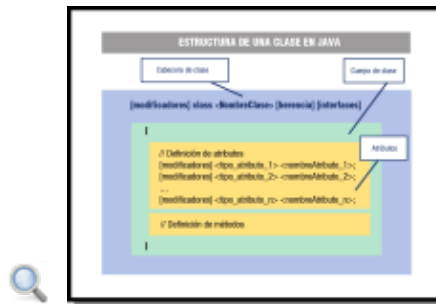 ESTRUCTURA DE UNA CLASE EN JAVA
Cabecera de clase
Cuerpo de clase
[modificadores] class <NombreClase> [herencia] [interfaces]
{
Atributos
// Definición de atributos
[modificadores] <tipo_atributo_1> <nombreAtributo_1>;
[modificadores] <tipo_atributo_2> <nombreAtributo_2>;
...
[modificadores] <tipo_atributo_n> <nombreAtributo_n>;
// Definición de métodos
}